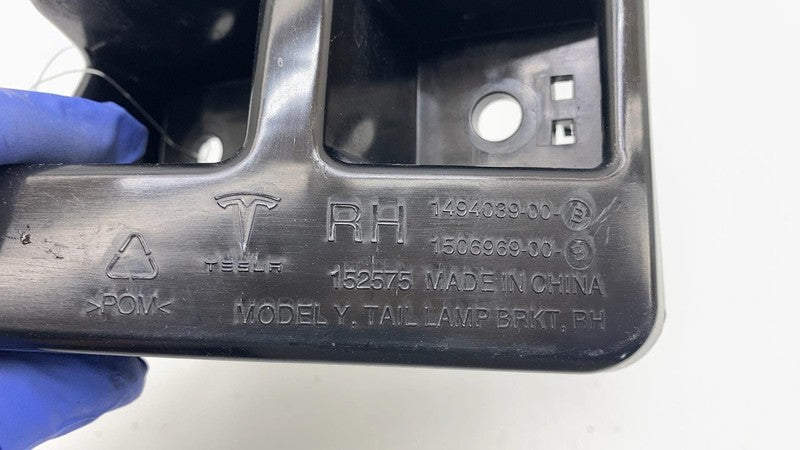 RH 1494039-00-B
1506969-00-
TESLA
152575 MADE IN CHINA
>POM<
MODEL Y, TAIL LAMP BRKT, RH